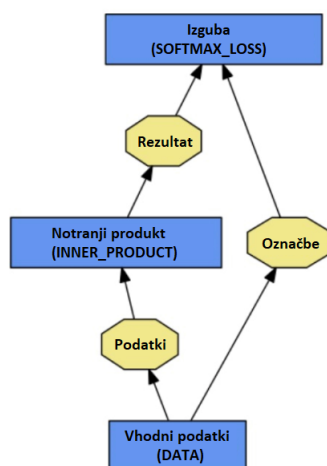 Izguba
(SOFTMAX_LOSS)
Rezultat
Notranji produkt
(INNER_PRODUCT)
Označbe
Podatki
Vhodni podatki
(DATA)